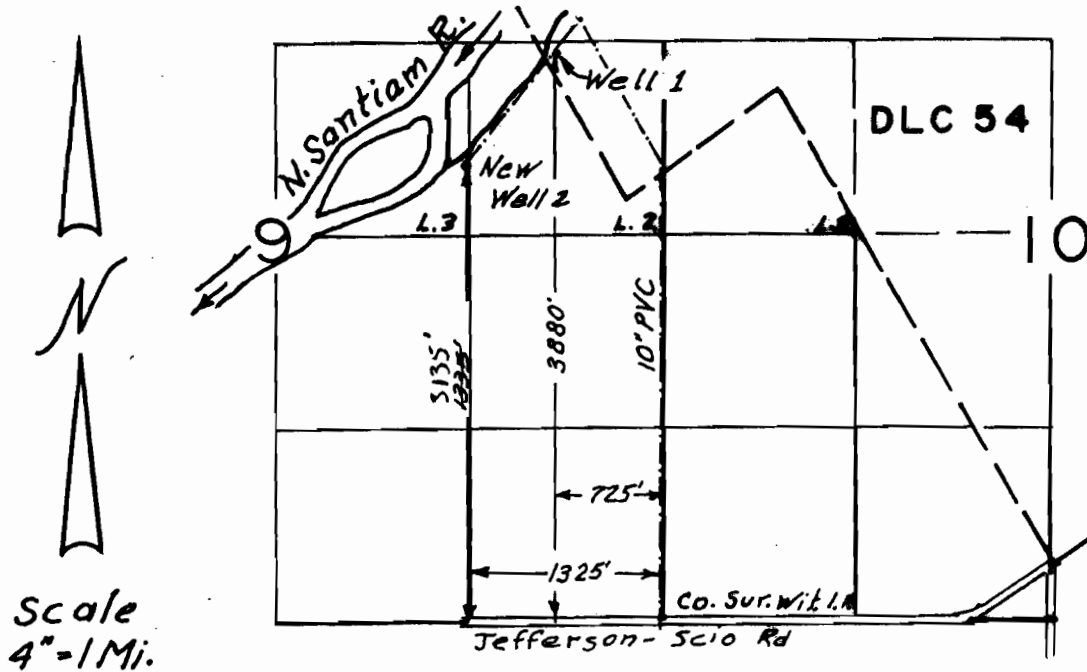 N. Santiam R.
Well 1
DLC 54
New
Well 2
9
L.3
L.2
10
N
3135'
1335'
3880'
10" PVC
725'
1325'
Co. Sur. Wit.
Jefferson - Scio Rd
Scale
4" = 1 Mi.